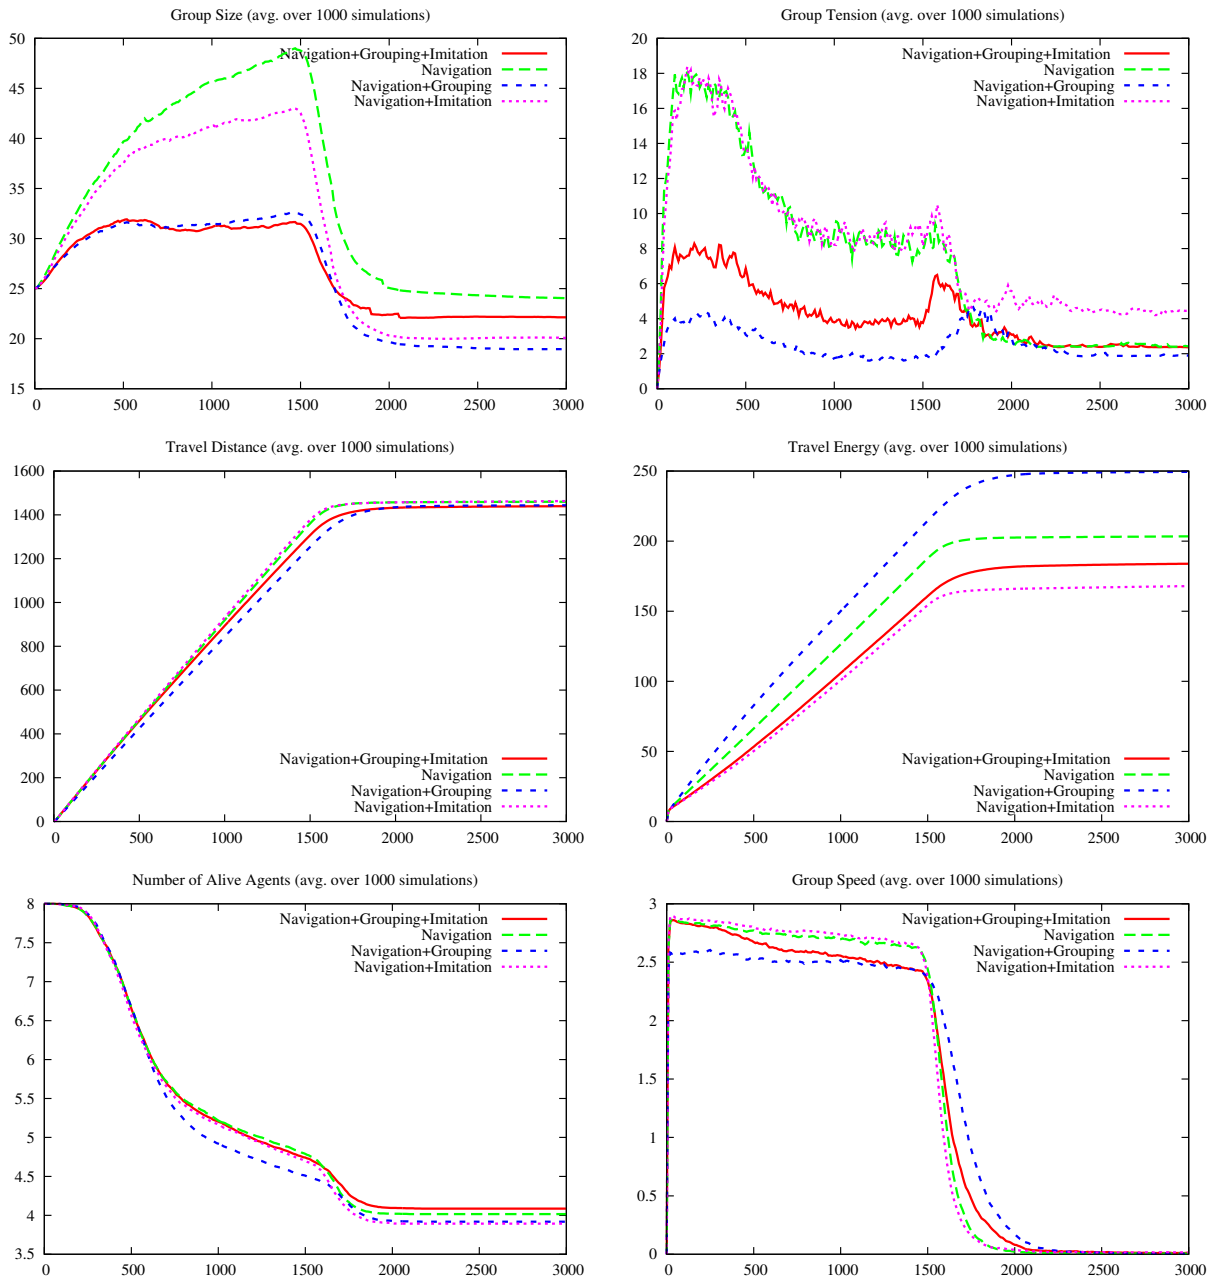 Group Size (avg. over 1000 simulations)
50
45
40
35
30
25
20
15
0 500 1000 1500 2000 2500 3000
Navigation+Grouping+Imitation
Navigation
Navigation+Grouping
Navigation+Imitation
Group Tension (avg. over 1000 simulations)
20
18
16
14
12
10
8
6
4
2
0
0 500 1000 1500 2000 2500 3000
Navigation+Grouping+Imitation
Navigation
Navigation+Grouping
Navigation+Imitation
Travel Distance (avg. over 1000 simulations)
1600
1400
1200
1000
800
600
400
200
0
0 500 1000 1500 2000 2500 3000
Navigation+Grouping+Imitation
Navigation
Navigation+Grouping
Navigation+Imitation
Travel Energy (avg. over 1000 simulations)
250
200
150
100
50
0
0 500 1000 1500 2000 2500 3000
Navigation+Grouping+Imitation
Navigation
Navigation+Grouping
Navigation+Imitation
Number of Alive Agents (avg. over 1000 simulations)
8
7.5
7
6.5
6
5.5
5
4.5
4
3.5
0 500 1000 1500 2000 2500 3000
Navigation+Grouping+Imitation
Navigation
Navigation+Grouping
Navigation+Imitation
Group Speed (avg. over 1000 simulations)
3
2.5
2
1.5
1
0.5
0
0 500 1000 1500 2000 2500 3000
Navigation+Grouping+Imitation
Navigation
Navigation+Grouping
Navigation+Imitation